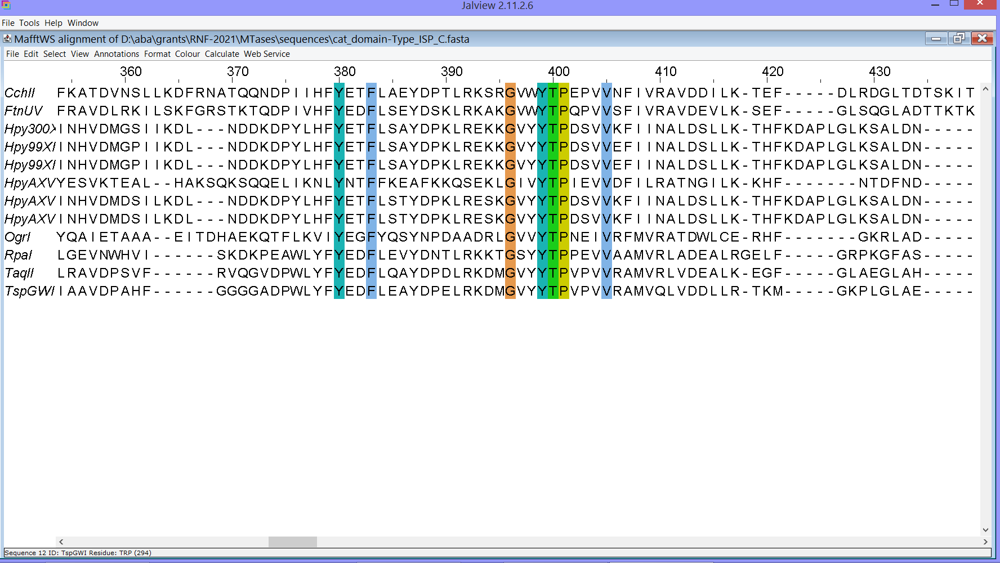 Jalview 2.11.2.6
File Tools Help Window
MafftWS alignment of D:\aba\grants\RNF-2021\MTases\sequences\cat_domain-Type_ISP_C.fasta
File Edit Select View Annotations Format Colour Calculate Web Service
360 370 380 390 400 410 420 430
CchII FKATDVNSLLKDFRNATQQNDPIIHFYETFLAEYDPTLRKSRGVWYTPEPVVNFIVRAVDDILK-TEF-----DLRDGLTDTSKIT
FtnUV FRAVDLRKILSKFGRSTKTQDPIVHFYEDFLSEYDSKLRKAKGVWYTPQPVVSFIVRAVDEVLK-SEF-----GLSQGLADTTKTK
Hpy300X INHVDMGSIIKDL---NDDKDPYLHFYETFLSAYDPKLREKKGVYYTPDSVVKFIINALDSLLK-THFKDAPLGLKSALDN-----
Hpy99XI INHVDMGPIIKDL---NDDKDPYLHFYETFLSAYDPKLREKKGVYYTPDSVVEFIINALDSLLK-THFKDAPLGLKSALDN-----
Hpy99XI INHVDMGPIIKDL---NDDKDPYLHFYETFLSAYDPKLREKKGVYYTPDSVVEFIINALDSLLK-THFKDAPLGLKSALDN-----
HpyAXV YESVKTEAL--HAKSQKSQQELIKNLYNTFFKEAFKKQSEKLGIVYTPIEVVDFILRATNGILK-KHF-------NTDFND-----
HpyAXV INHVDMDSILKDL---NDDKDPYLHFYETFLSTYDPKLRESKGVYYTPDSVVKFIINALDSLLK-THFKDAPLGLKSALDN-----
HpyAXV INHVDMDSILKDL---NDDKDPYLHFYETFLSTYDPKLRESKGVYYTPDSVVKFIINALDSLLK-THFKDAPLGLKSALDN-----
OgrI YQAIETAAA--EITDHAEKQTFLKVIYEGFYQSYNPDAADRLGVVYTPNEIVRFMVRATDWLCE-RHF-------GKRLAD-----
RpaI LGEVNWHVI------SKDKPEAWLYFYEDFLEVYDNTLRKKTGSYYTPPEVVAAMVRLADEALRGELF-----GRPKGFAS-----
TaqII LRAVDPSVF------RVQGVDPWLYFYEDFLQAYDPDLRKDMGVYYTPVPVVRAMVRLVDEALK-EGF-----GLAEGLAH-----
TspGWI IAAVDPAHF------GGGGADPWLYFYEDFLEAYDPELRKDMGVYYTPVPVVRAMVQLVDDLLR-TKM-----GKPLGLAE-----
Sequence 12 ID: TspGWI Residue: TRP (294)